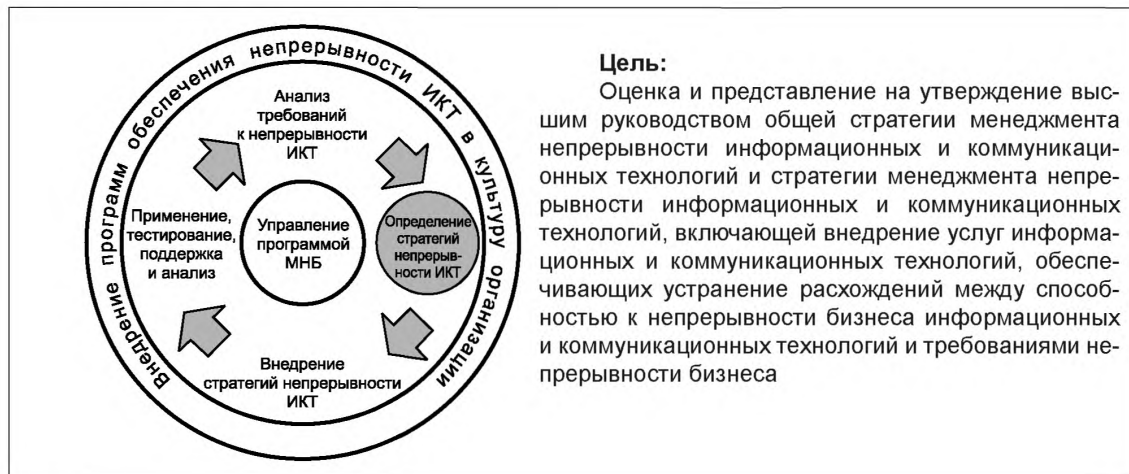 Внедрение программ обеспечения непрерывности ИКТ в культуру организации
Анализ
требований
к непрерывности
ИКТ
Определение
стратегий
непрерыв-
ности ИКТ
Внедрение
стратегий непрерывности
ИКТ
Применение,
тестирование,
поддержка
и анализ
Управление
программой
МНБ
Цель:
Оценка и представление на утверждение выс-
шим руководством общей стратегии менеджмента
непрерывности информационных и коммуникаци-
онных технологий и стратегии менеджмента непре-
рывности информационных и коммуникационных
технологий, включающей внедрение услуг информа-
ционных и коммуникационных технологий, обеспе-
чивающих устранение расхождений между способ-
ностью к непрерывности бизнеса информационных
и коммуникационных технологий и требованиями не-
прерывности бизнеса